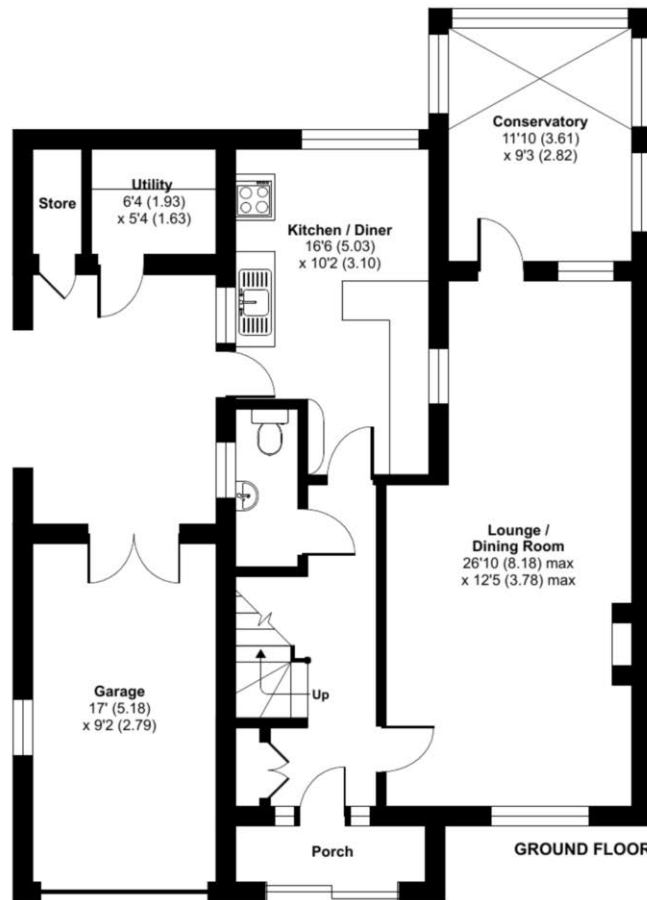 Conservatory
11'10 (3.61)
x 9'3 (2.82)
Store
Utility
6'4 (1.93)
x 5'4 (1.63)
Kitchen / Diner
16'6 (5.03)
x 10'2 (3.10)
Lounge /
Dining Room
26'10 (8.18) max
x 12'5 (3.78) max
Garage
17' (5.18)
x 9'2 (2.79)
Up
Porch
GROUND FLOOR